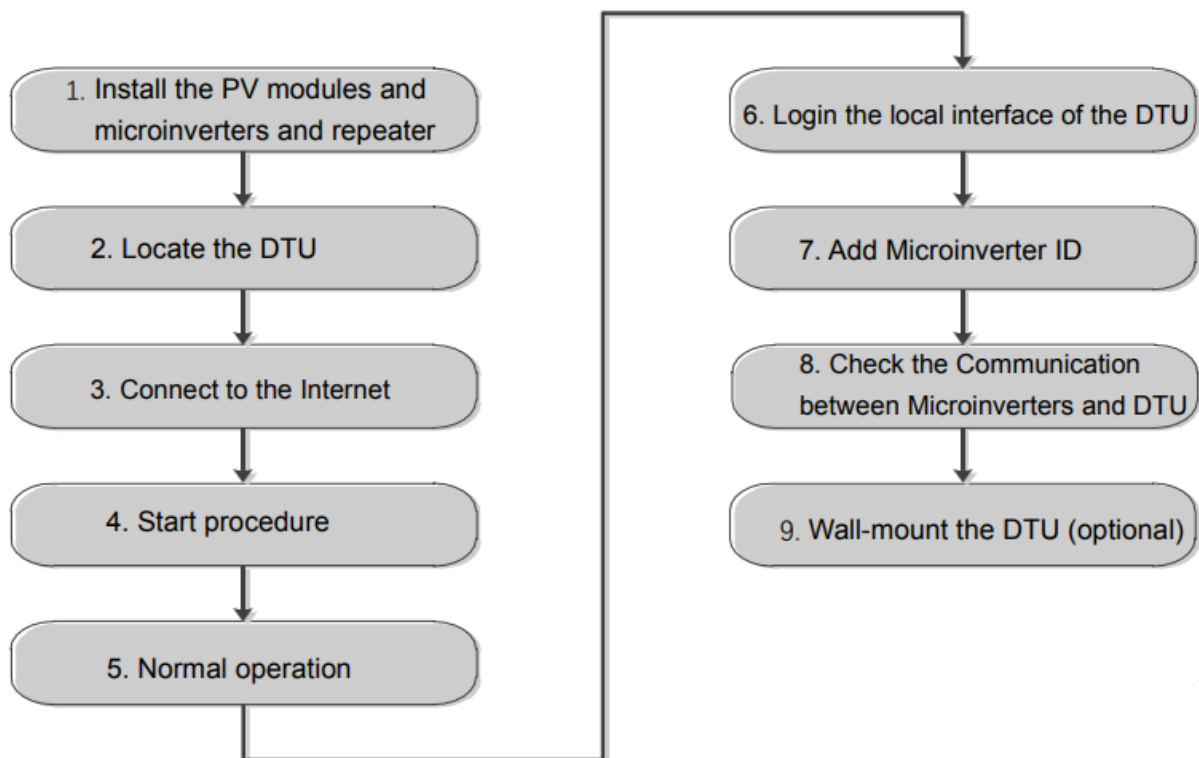 1. Install the PV modules and
microinverters and repeater
2. Locate the DTU
3. Connect to the Internet
4. Start procedure
5. Normal operation
6. Login the local interface of the DTU
7. Add Microinverter ID
8. Check the Communication
between Microinverters and DTU
9. Wall-mount the DTU (optional)